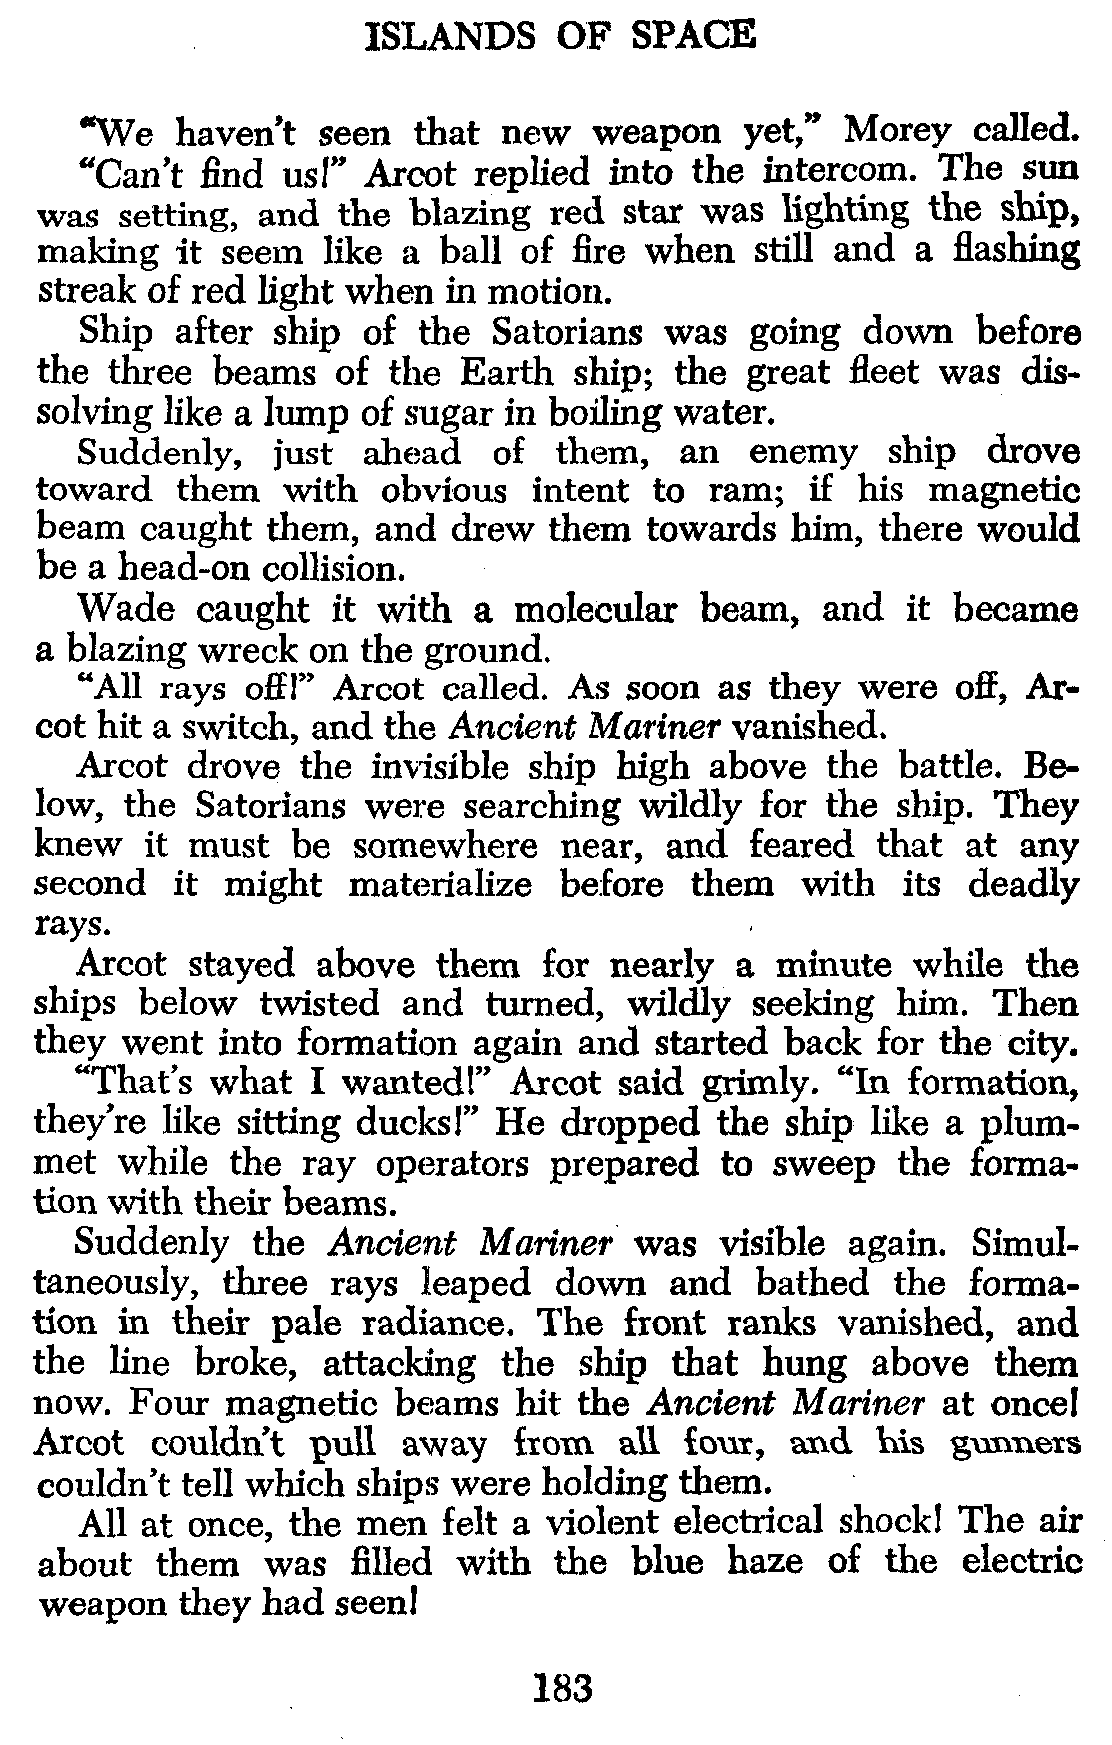 ISLANDS OF SPACE
"We haven't seen that new weapon yet," Morey called.
"Can't find us!" Arcot replied into the intercom. The sun
was setting, and the blazing red star was lighting the ship,
making it seem like a ball of fire when still and a flashing
streak of red light when in motion.
Ship after ship of the Satorians was going down before
the three beams of the Earth ship; the great fleet was dis-
solving like a lump of sugar in boiling water.
Suddenly, just ahead of them, an enemy ship drove
toward them with obvious intent to ram; if his magnetic
beam caught them, and drew them towards him, there would
be a head-on collision.
Wade caught it with a molecular beam, and it became
a blazing wreck on the ground.
"All rays off!" Arcot called. As soon as they were off, Ar-
cot hit a switch, and the Ancient Mariner vanished.
Arcot drove the invisible ship high above the battle. Be-
low, the Satorians were searching wildly for the ship. They
knew it must be somewhere near, and feared that at any
second it might materialize before them with its deadly
rays.
Arcot stayed above them for nearly a minute while the
ships below twisted and turned, wildly seeking him. Then
they went into formation again and started back for the city.
"That's what I wanted!" Arcot said grimly. "In formation,
they're like sitting ducks!" He dropped the ship like a plum-
met while the ray operators prepared to sweep the forma-
tion with their beams.
Suddenly the Ancient Mariner was visible again. Simul-
taneously, three rays leaped down and bathed the forma-
tion in their pale radiance. The front ranks vanished, and
the line broke, attacking the ship that hung above them
now. Four magnetic beams hit the Ancient Mariner at once!
Arcot couldn't pull away from all four, and his gunners
couldn't tell which ships were holding them.
All at once, the men felt a violent electrical shock! The air
about them was filled with the blue haze of the electric
weapon they had seen!
183